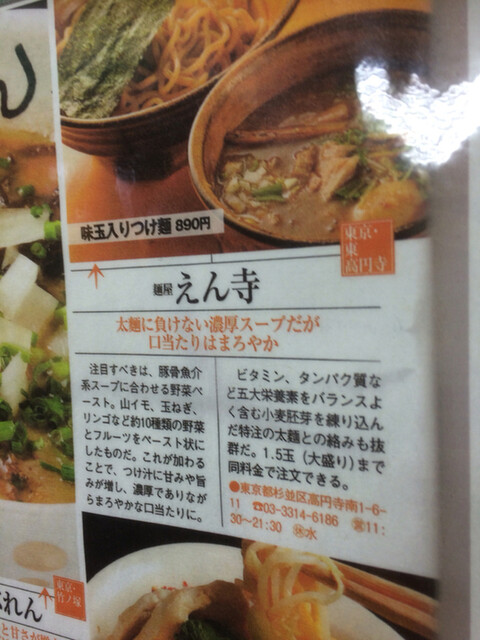 ん
味玉入りつけ麺 890円
東京・
東
高円寺
麺屋 えん寺
太麺に負けない濃厚スープだが
口当たりはまろやか
注目すべきは、豚骨魚介
系スープに合わせる野菜ペ
ースト。山イモ、玉ねぎ、
リンゴなど約10種類の野菜
とフルーツをペースト状に
したものだ。これが加わる
ことで、つけ汁に甘みや旨
みが増し、濃厚でありなが
らまろやかな口当たりに。
ビタミン、タンパク質な
ど五大栄養素をバランスよ
く含む小麦胚芽を練り込ん
だ特注の太麺との絡みも抜
群だ。1.5玉（大盛り）まで
同料金で注文できる。
●東京都杉並区高円寺南1-6-
11 ☎03-3314-6186 営11:
30〜21:30 休水
東京・
竹ノ塚
れん